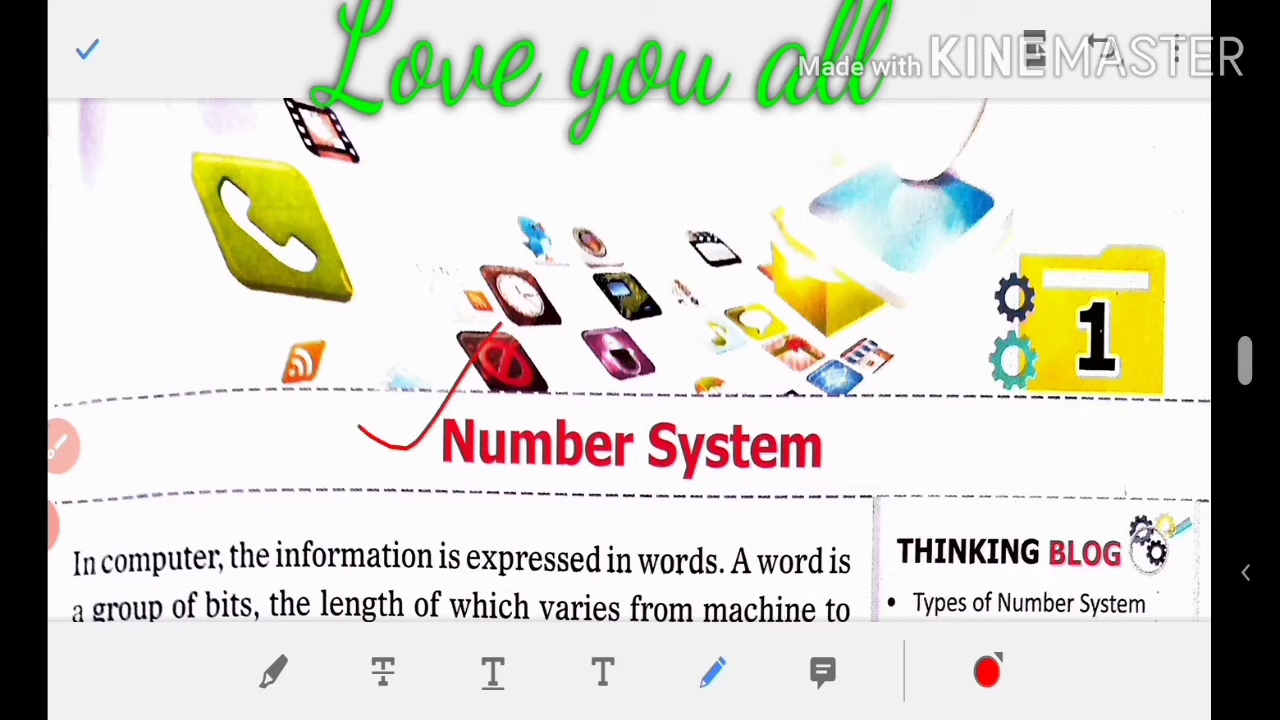 Love you all
Made with KINEMASTER
1
Number System
In computer, the information is expressed in words. A word is
a group of bits, the length of which varies from machine to
THINKING BLOG
• Types of Number System